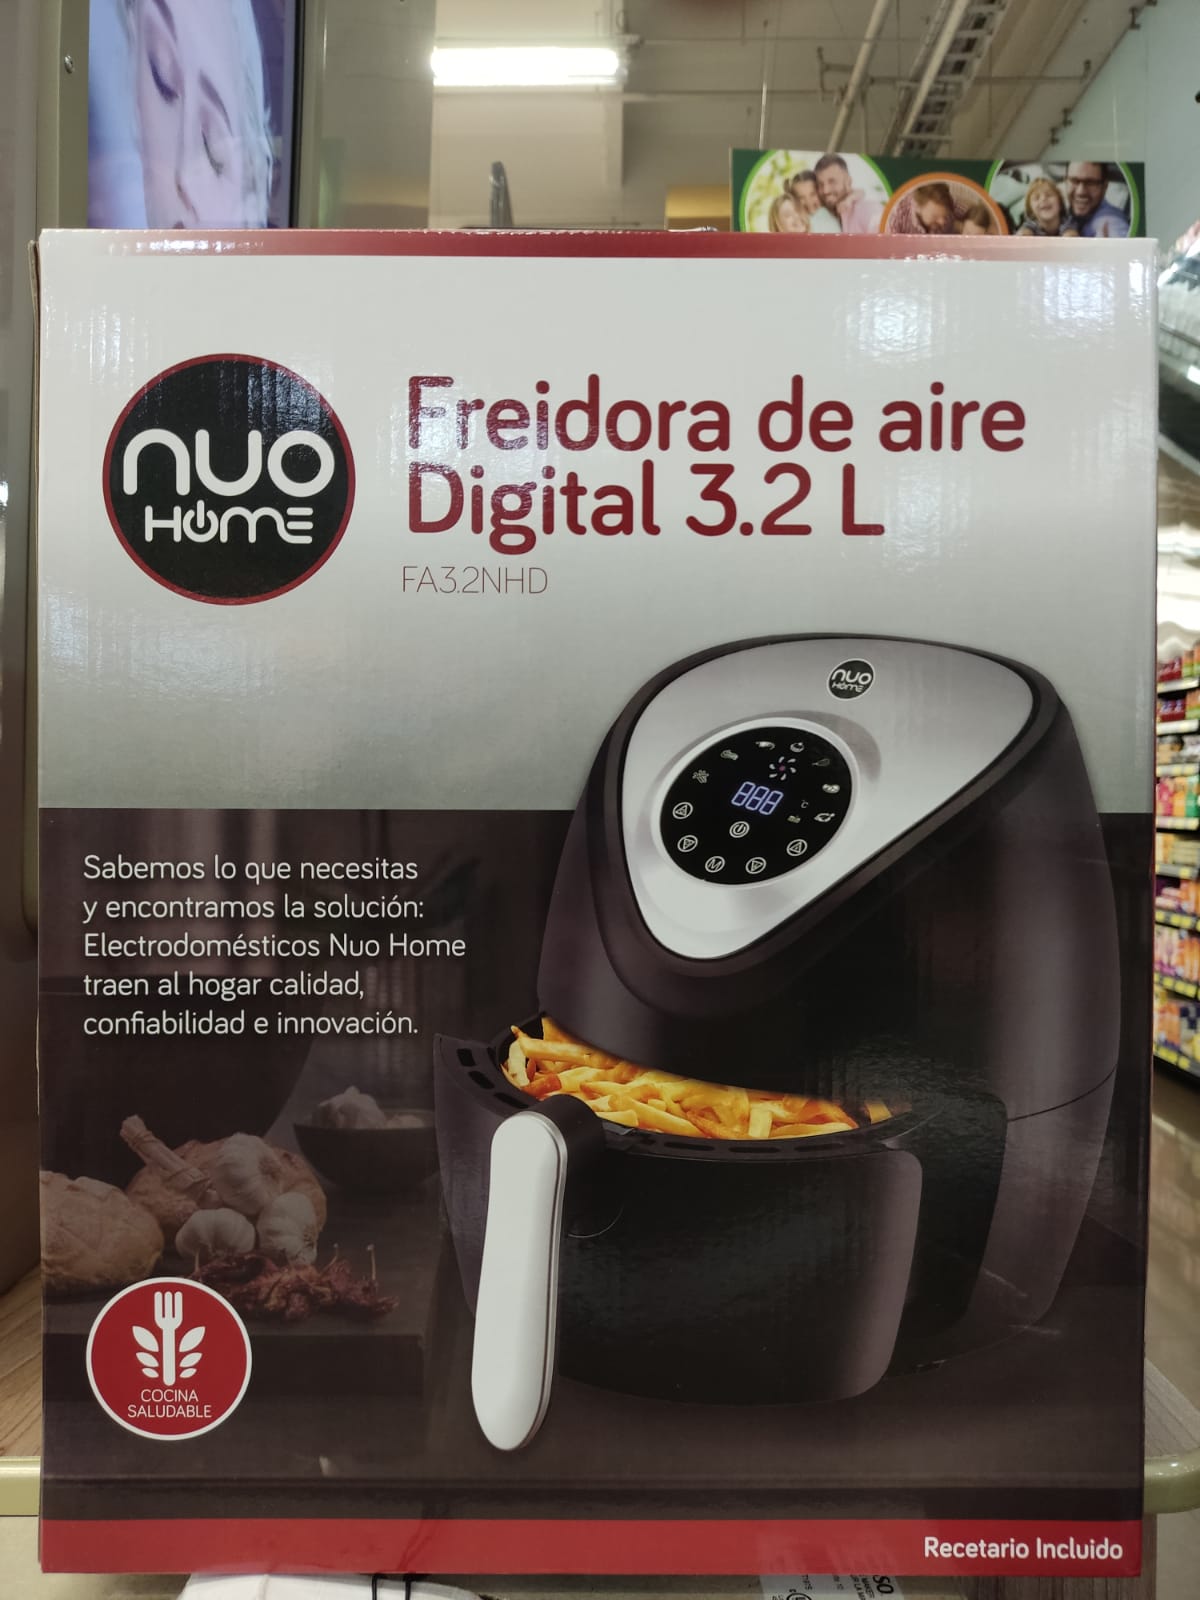 nuo
HOME
Freidora de aire
Digital 3.2 L
FA3.2NHD
nuo
HOME
888
°C
min
M
Sabemos lo que necesitas
y encontramos la solución:
Electrodomésticos Nuo Home
traen al hogar calidad,
confiabilidad e innovación.
COCINA
SALUDABLE
Recetario Incluido